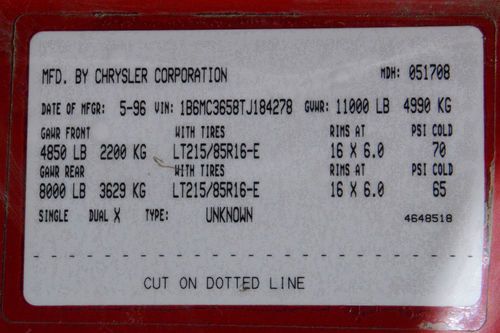 MFD. BY CHRYSLER CORPORATION MDH: 051708
DATE OF MFGR: 5-96 VIN: 1B6MC3658TJ184278 GVWR: 11000 LB 4990 KG
GAWR FRONT WITH TIRES RIMS AT PSI COLD
4850 LB 2200 KG LT215/85R16-E 16 X 6.0 70
GAWR REAR WITH TIRES RIMS AT PSI COLD
8000 LB 3629 KG LT215/85R16-E 16 X 6.0 65
SINGLE DUAL X TYPE: UNKNOWN 4648518
CUT ON DOTTED LINE